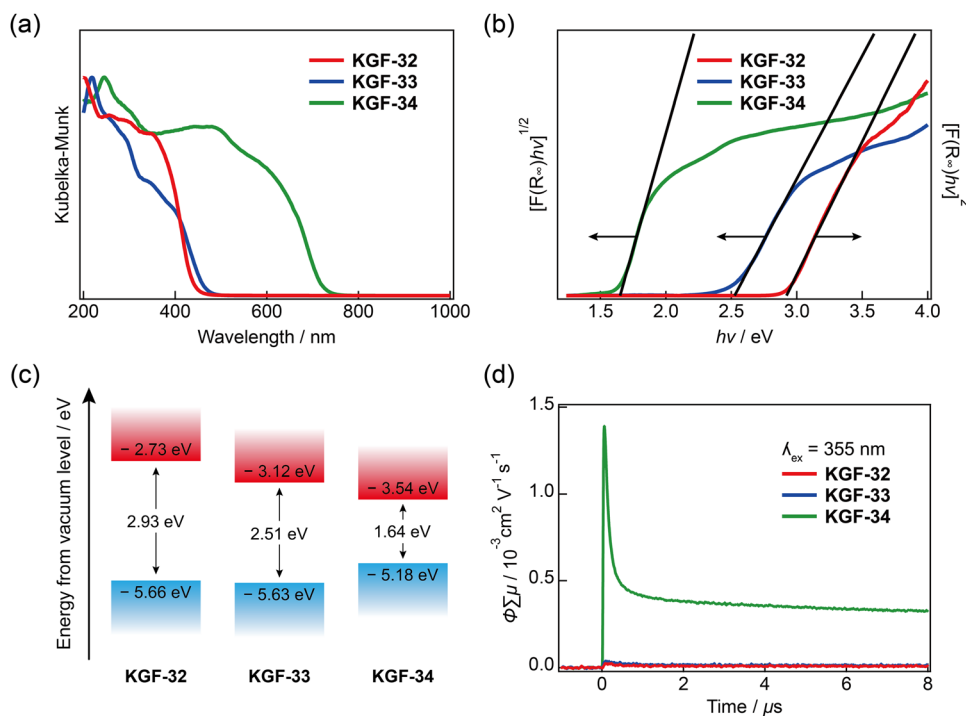 (a)
KGF-32
KGF-33
KGF-34
Kubelka-Munk
200
400
600
800
1000
Wavelength / nm
(b)
KGF-32
KGF-33
KGF-34
[F(R∞)hν]1/2
[F(R∞)hν]2
1.5
2.0
2.5
3.0
3.5
4.0
hν / eV
(c)
Energy from vacuum level / eV
− 2.73 eV
− 3.12 eV
− 3.54 eV
2.93 eV
2.51 eV
1.64 eV
− 5.66 eV
− 5.63 eV
− 5.18 eV
KGF-32
KGF-33
KGF-34
(d)
1.5
1.0
0.5
0.0
Φ∑μ / 10-3 cm2 V-1 s-1
λex = 355 nm
KGF-32
KGF-33
KGF-34
0
2
4
6
8
Time / μs